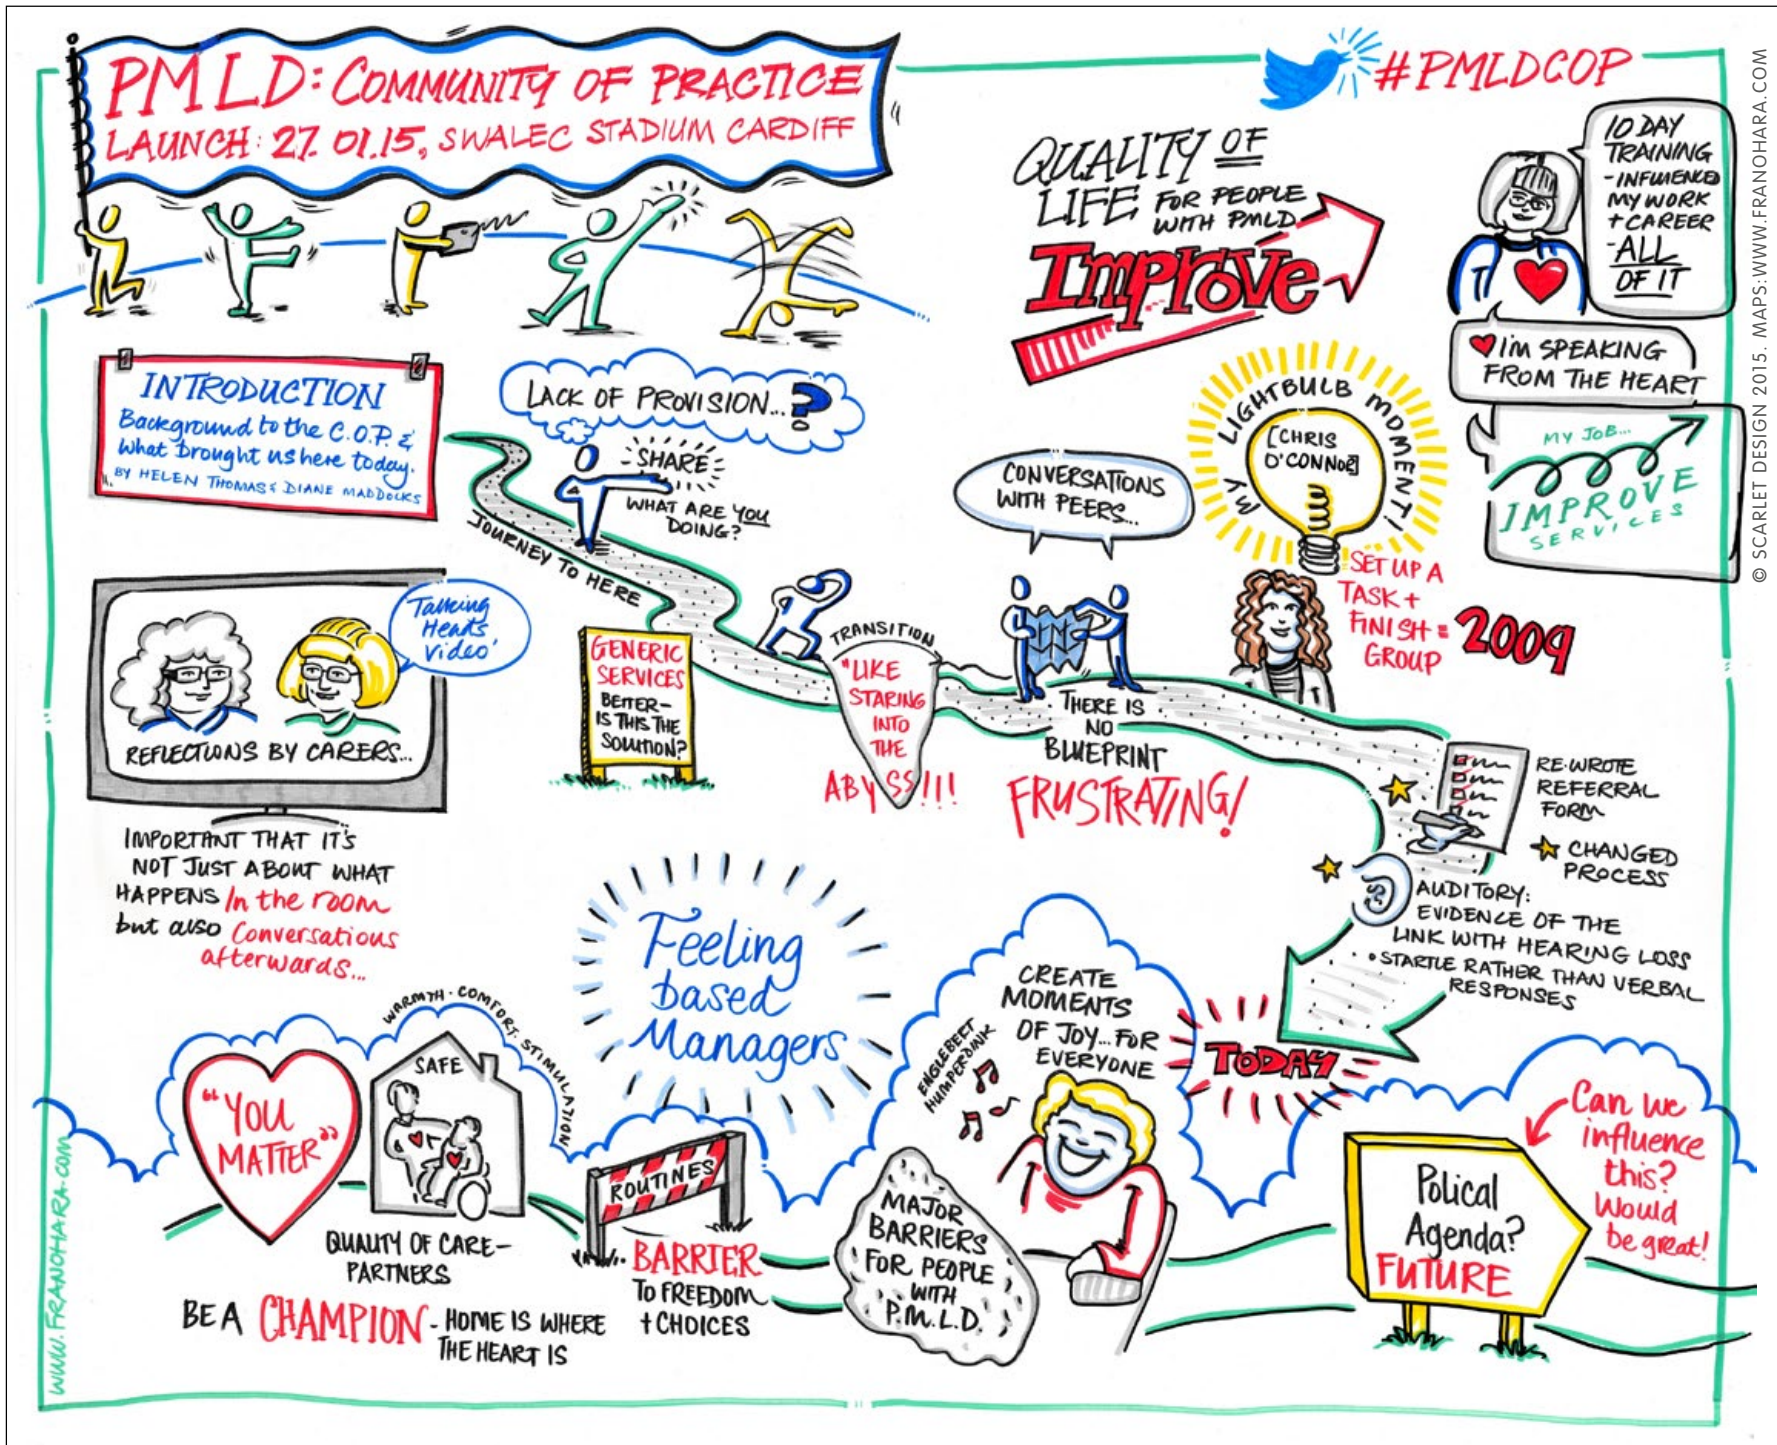 PMLD: COMMUNITY OF PRACTICE
LAUNCH: 27.01.15, SWALEC STADIUM CARDIFF
#PMLDCOP
QUALITY OF
LIFE FOR PEOPLE
WITH PMLD
IMPROVE
10 DAY
TRAINING
- INFLUENCED
MY WORK
+ CAREER
- ALL
OF IT
I'M SPEAKING
FROM THE HEART
MY JOB...
IMPROVE
SERVICES
INTRODUCTION
Background to the C.O.P. &
what brought us here today.
BY HELEN THOMAS & DIANE MADDOCKS
LACK OF PROVISION...?
SHARE
WHAT ARE YOU
DOING?
JOURNEY TO HERE
CONVERSATIONS
WITH PEERS...
MY LIGHTBULB MOMENT!
[CHRIS
O'CONNOR]
SET UP A
TASK +
FINISH =
GROUP
2009
Talking
Heads
Video'
REFLECTIONS BY CARERS...
IMPORTANT THAT IT'S
NOT JUST ABOUT WHAT
HAPPENS In the room
but also Conversations
afterwards...
GENERIC
SERVICES
BETTER-
IS THIS THE
SOLUTION?
TRANSITION
"LIKE
STARING
INTO
THE
ABYSS!!!
THERE IS
NO
BLUEPRINT
FRUSTRATING!
RE-WROTE
REFERRAL
FORM
CHANGED
PROCESS
AUDITORY:
EVIDENCE OF THE
LINK WITH HEARING LOSS
• STARTLE RATHER THAN VERBAL
RESPONSES
TODAY
Feeling
based
Managers
"YOU
MATTER"
WARMTH. COMFORT. STIMULATION
SAFE
QUALITY OF CARE-
PARTNERS
BE A CHAMPION - HOME IS WHERE
THE HEART IS
ROUTINES
BARRIER
TO FREEDOM
+ CHOICES
CREATE
MOMENTS
OF JOY...FOR
EVERYONE
ENGLEBERT
HUMPERDINK
MAJOR
BARRIERS
FOR PEOPLE
WITH
P.M.L.D.
Polical
Agenda?
FUTURE
Can we
influence
this?
Would
be great!
www.FRANOHARA.com
© SCARLET DESIGN 2015. MAPS:WWW.FRANOHARA.COM